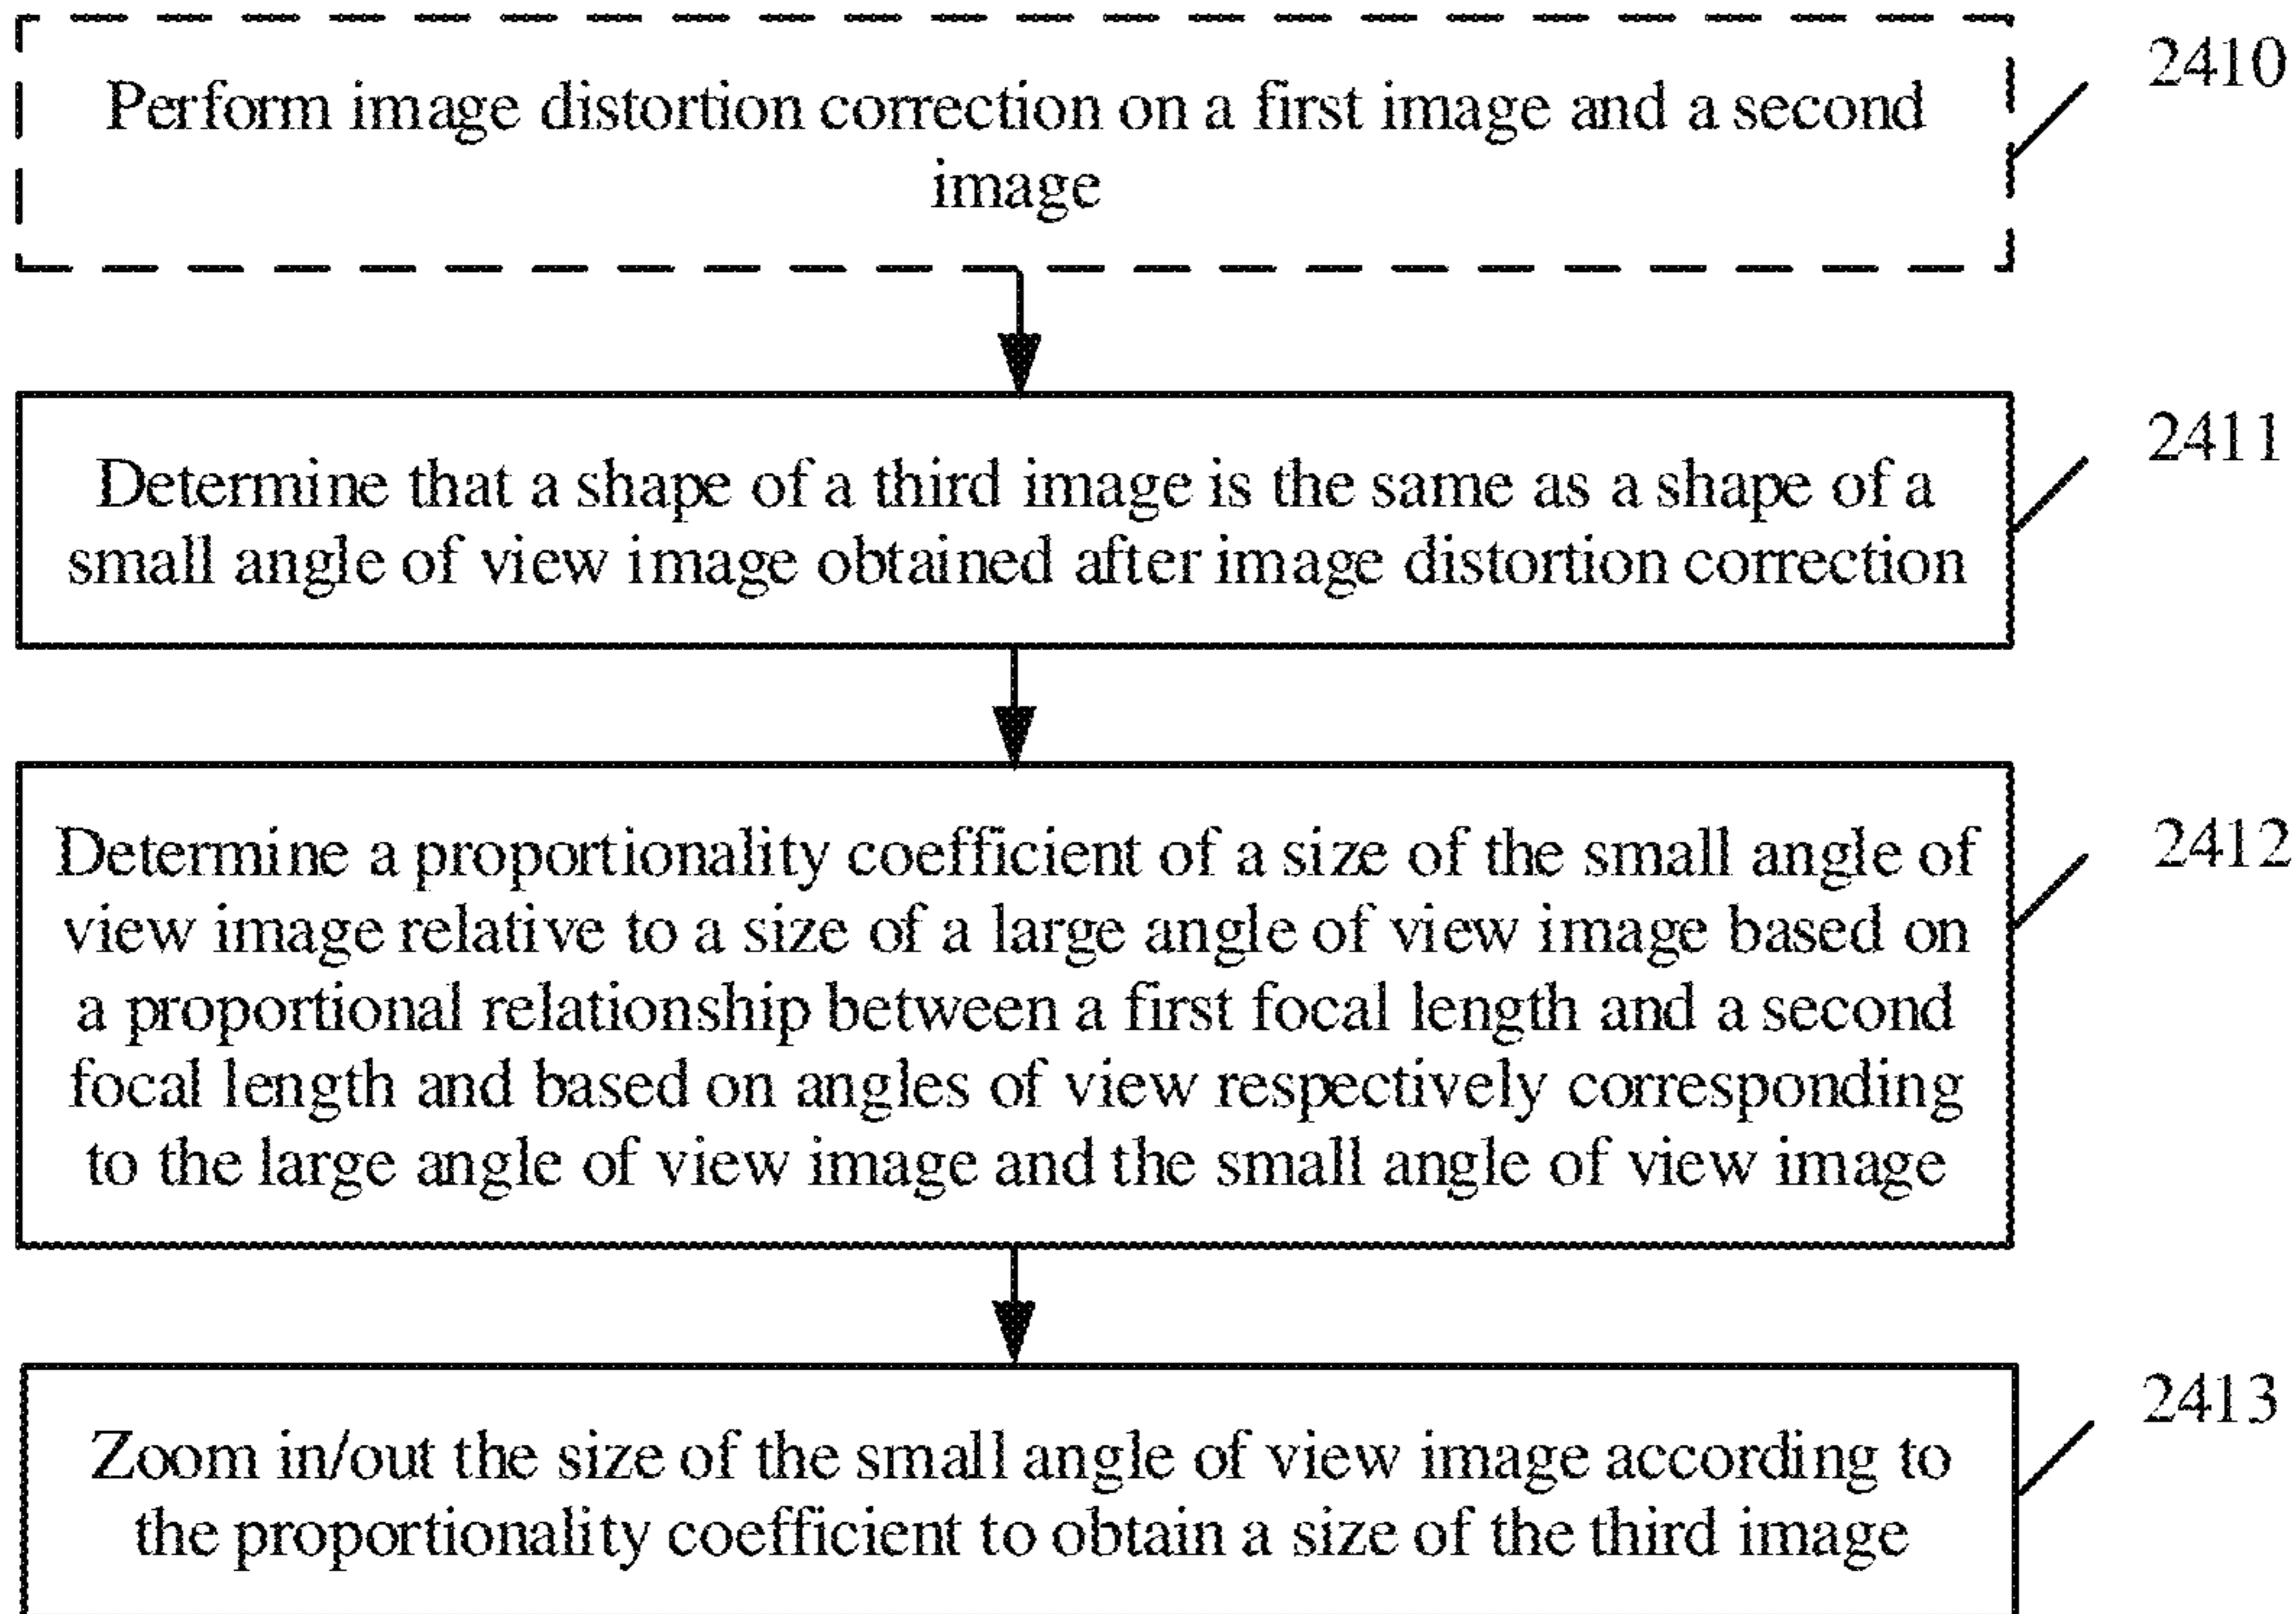 Perform image distortion correction on a first image and a second
image
2410
Determine that a shape of a third image is the same as a shape of a
small angle of view image obtained after image distortion correction
2411
Determine a proportionality coefficient of a size of the small angle of
view image relative to a size of a large angle of view image based on
a proportional relationship between a first focal length and a second
focal length and based on angles of view respectively corresponding
to the large angle of view image and the small angle of view image
2412
Zoom in/out the size of the small angle of view image according to
the proportionality coefficient to obtain a size of the third image
2413